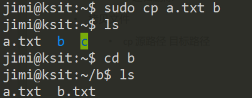 jimi@ksit:~$ sudo cp a.txt b
jimi@ksit:~$ ls
a.txt  b  c
jimi@ksit:~$ cd b
jimi@ksit:~/b$ ls
a.txt  b.txt